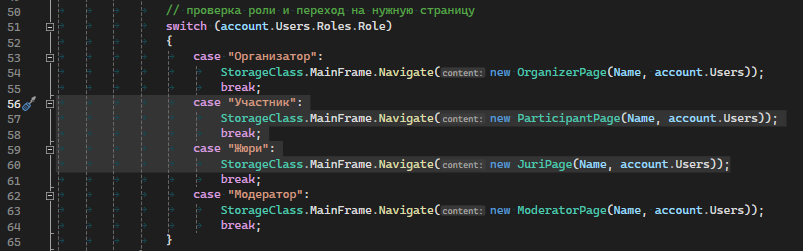 50 // проверка роли и переход на нужную страницу
51 switch (account.Users.Roles.Role)
52 {
53 case "Организатор":
54 StorageClass.MainFrame.Navigate(content: new OrganizerPage(Name, account.Users));
55 break;
56 case "Участник":
57 StorageClass.MainFrame.Navigate(content: new ParticipantPage(Name, account.Users));
58 break;
59 case "Жюри":
60 StorageClass.MainFrame.Navigate(content: new JuriPage(Name, account.Users));
61 break;
62 case "Модератор":
63 StorageClass.MainFrame.Navigate(content: new ModeratorPage(Name, account.Users));
64 break;
65 }